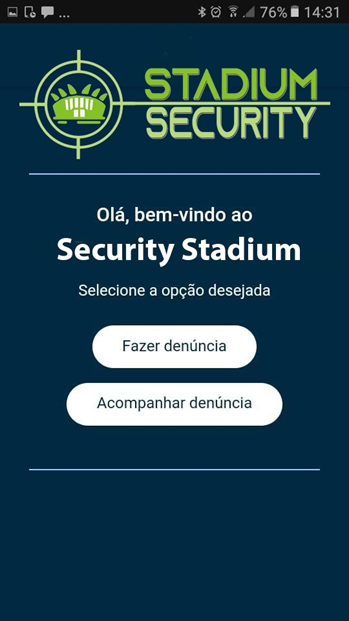 ... 76% 14:31
STADIUM
SECURITY
Olá, bem-vindo ao
Security Stadium
Selecione a opção desejada
Fazer denúncia
Acompanhar denúncia